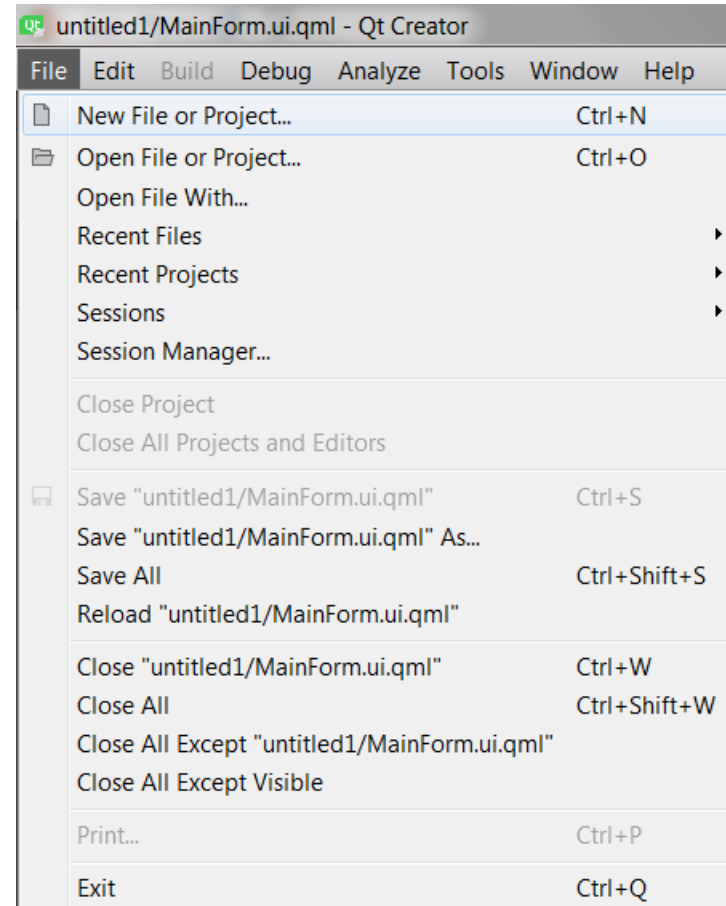 Qt untitled1/MainForm.ui.qml - Qt Creator
File Edit Build Debug Analyze Tools Window Help
New File or Project... Ctrl+N
Open File or Project... Ctrl+O
Open File With...
Recent Files
Recent Projects
Sessions
Session Manager...
Close Project
Close All Projects and Editors
Save "untitled1/MainForm.ui.qml" Ctrl+S
Save "untitled1/MainForm.ui.qml" As...
Save All Ctrl+Shift+S
Reload "untitled1/MainForm.ui.qml"
Close "untitled1/MainForm.ui.qml" Ctrl+W
Close All Ctrl+Shift+W
Close All Except "untitled1/MainForm.ui.qml"
Close All Except Visible
Print... Ctrl+P
Exit Ctrl+Q